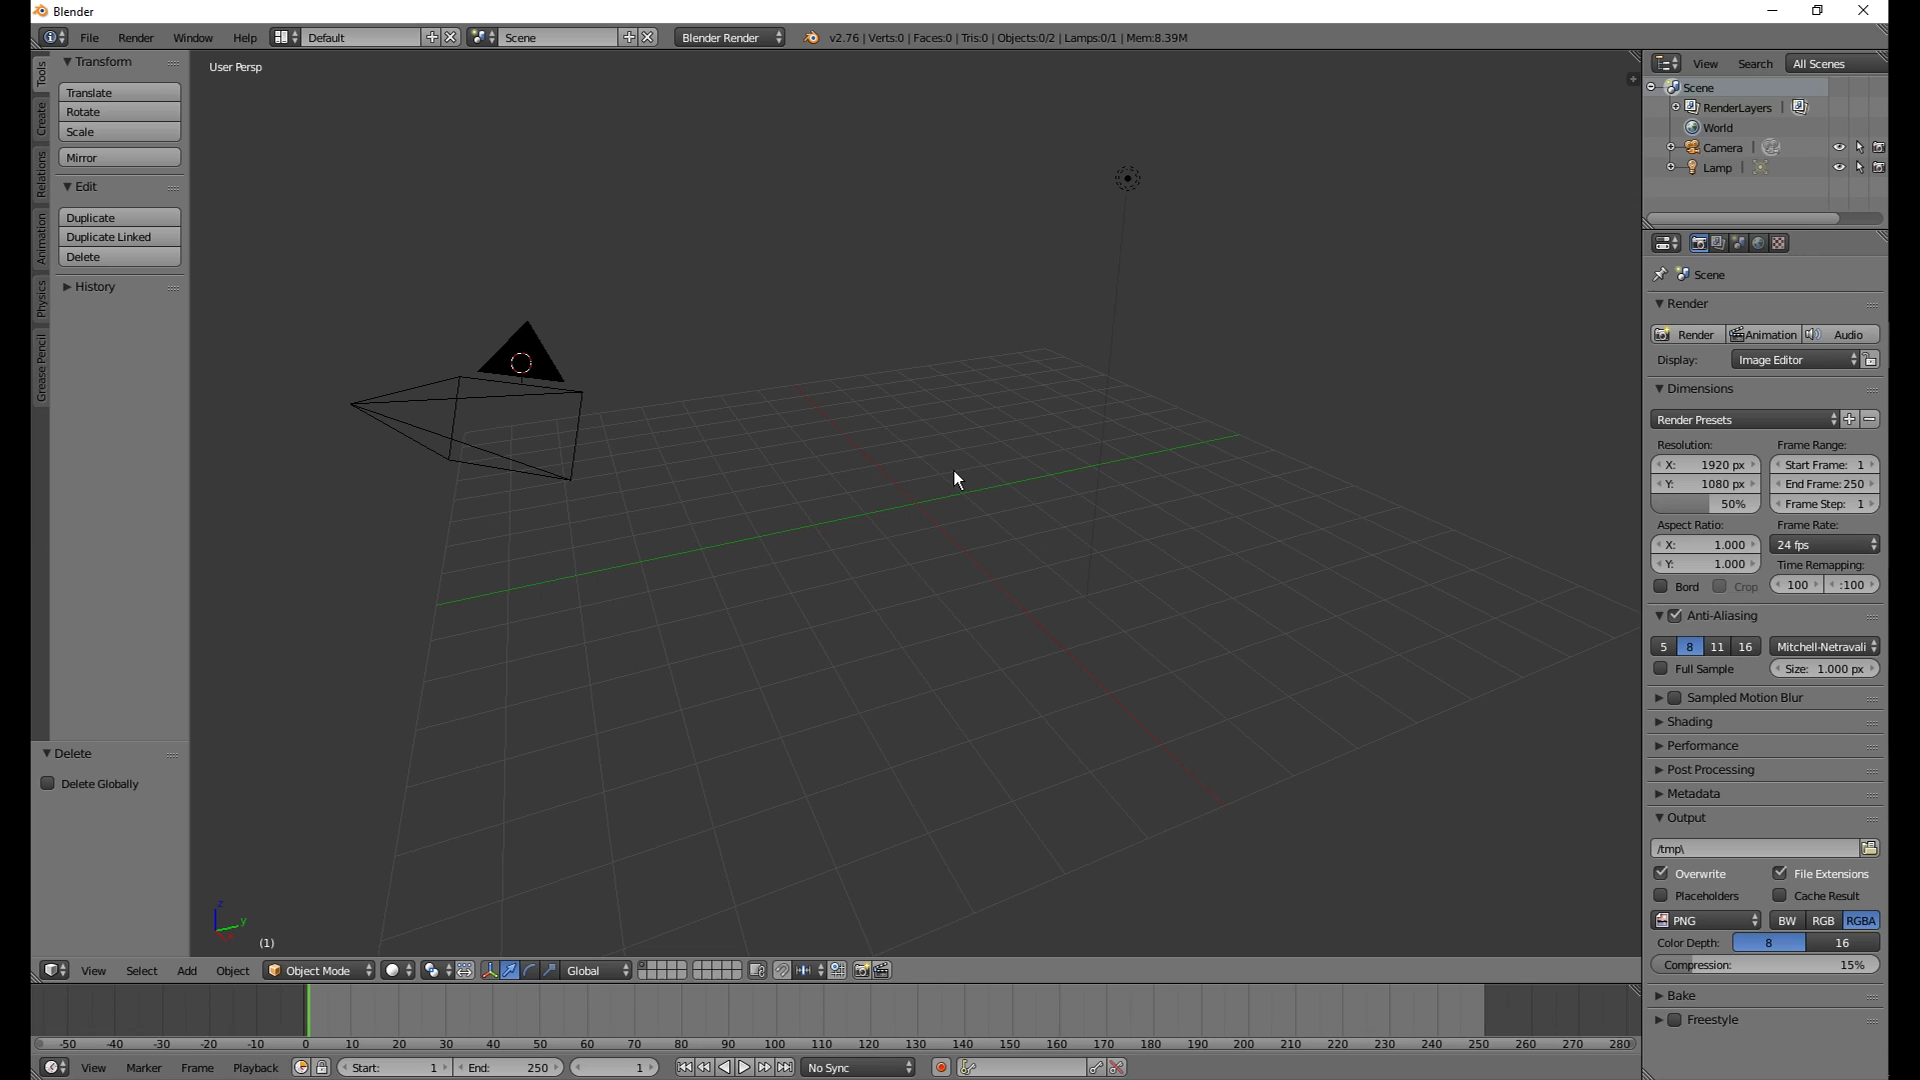 Blender
File Render Window Help Default Scene Blender Render v2.76 | Verts:0 | Faces:0 | Tris:0 | Objects:0/2 | Lamps:0/1 | Mem:8.39M
Tools
Create
Relations
Animation
Physics
Grease Pencil
Transform
Translate
Rotate
Scale
Mirror
Edit
Duplicate
Duplicate Linked
Delete
History
Delete
Delete Globally
User Persp
z
y
(1)
View Search All Scenes
Scene
RenderLayers |
World
Camera |
Lamp |
Scene
Render
Render Animation Audio
Display: Image Editor
Dimensions
Render Presets
Resolution: Frame Range:
X: 1920 px Start Frame: 1
Y: 1080 px End Frame: 250
50% Frame Step: 1
Aspect Ratio: Frame Rate:
X: 1.000 24 fps
Y: 1.000 Time Remapping:
Bord Crop 100 :100
Anti-Aliasing
5 8 11 16 Mitchell-Netravali
Full Sample Size: 1.000 px
Sampled Motion Blur
Shading
Performance
Post Processing
Metadata
Output
/tmp\
Overwrite File Extensions
Placeholders Cache Result
PNG BW RGB RGBA
Color Depth: 8 16
Compression: 15%
Bake
Freestyle
View Select Add Object Object Mode Global
-50 -40 -30 -20 -10 0 10 20 30 40 50 60 70 80 90 100 110 120 130 140 150 160 170 180 190 200 210 220 230 240 250 260 270 280
View Marker Frame Playback Start: 1 End: 250 1 No Sync